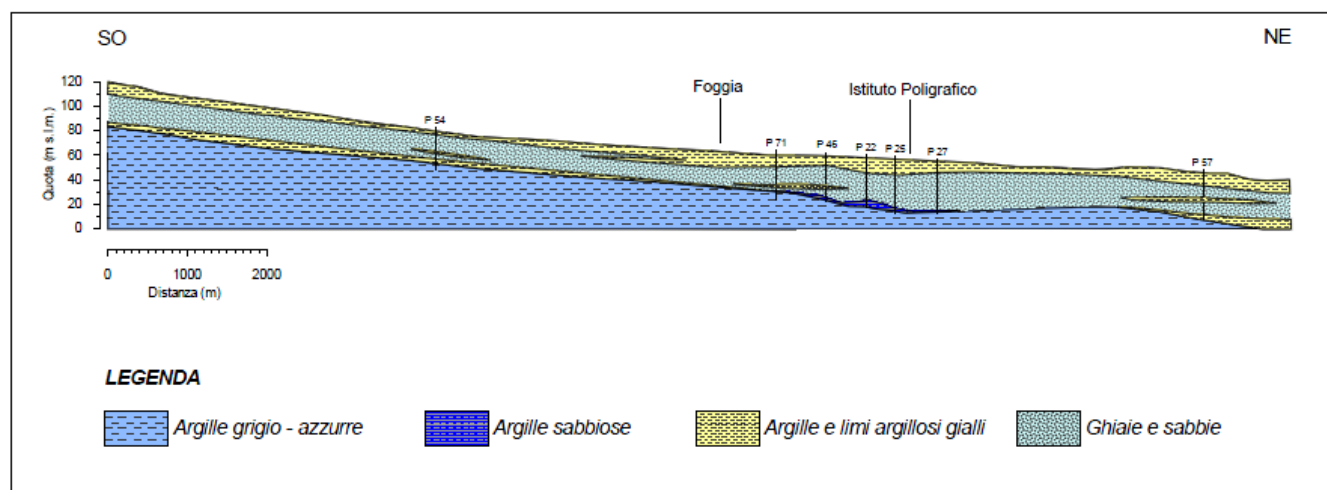 SO
NE
120
100
80
60
40
20
0
Quota (m s.l.m.)
Foggia
Istituto Poligrafico
P 54
P 71
P 46
P 22
P 25
P 27
P 57
0 1000 2000
Distanza (m)
LEGENDA
Argille grigio - azzurre
Argille sabbiose
Argille e limi argillosi gialli
Ghiaie e sabbie